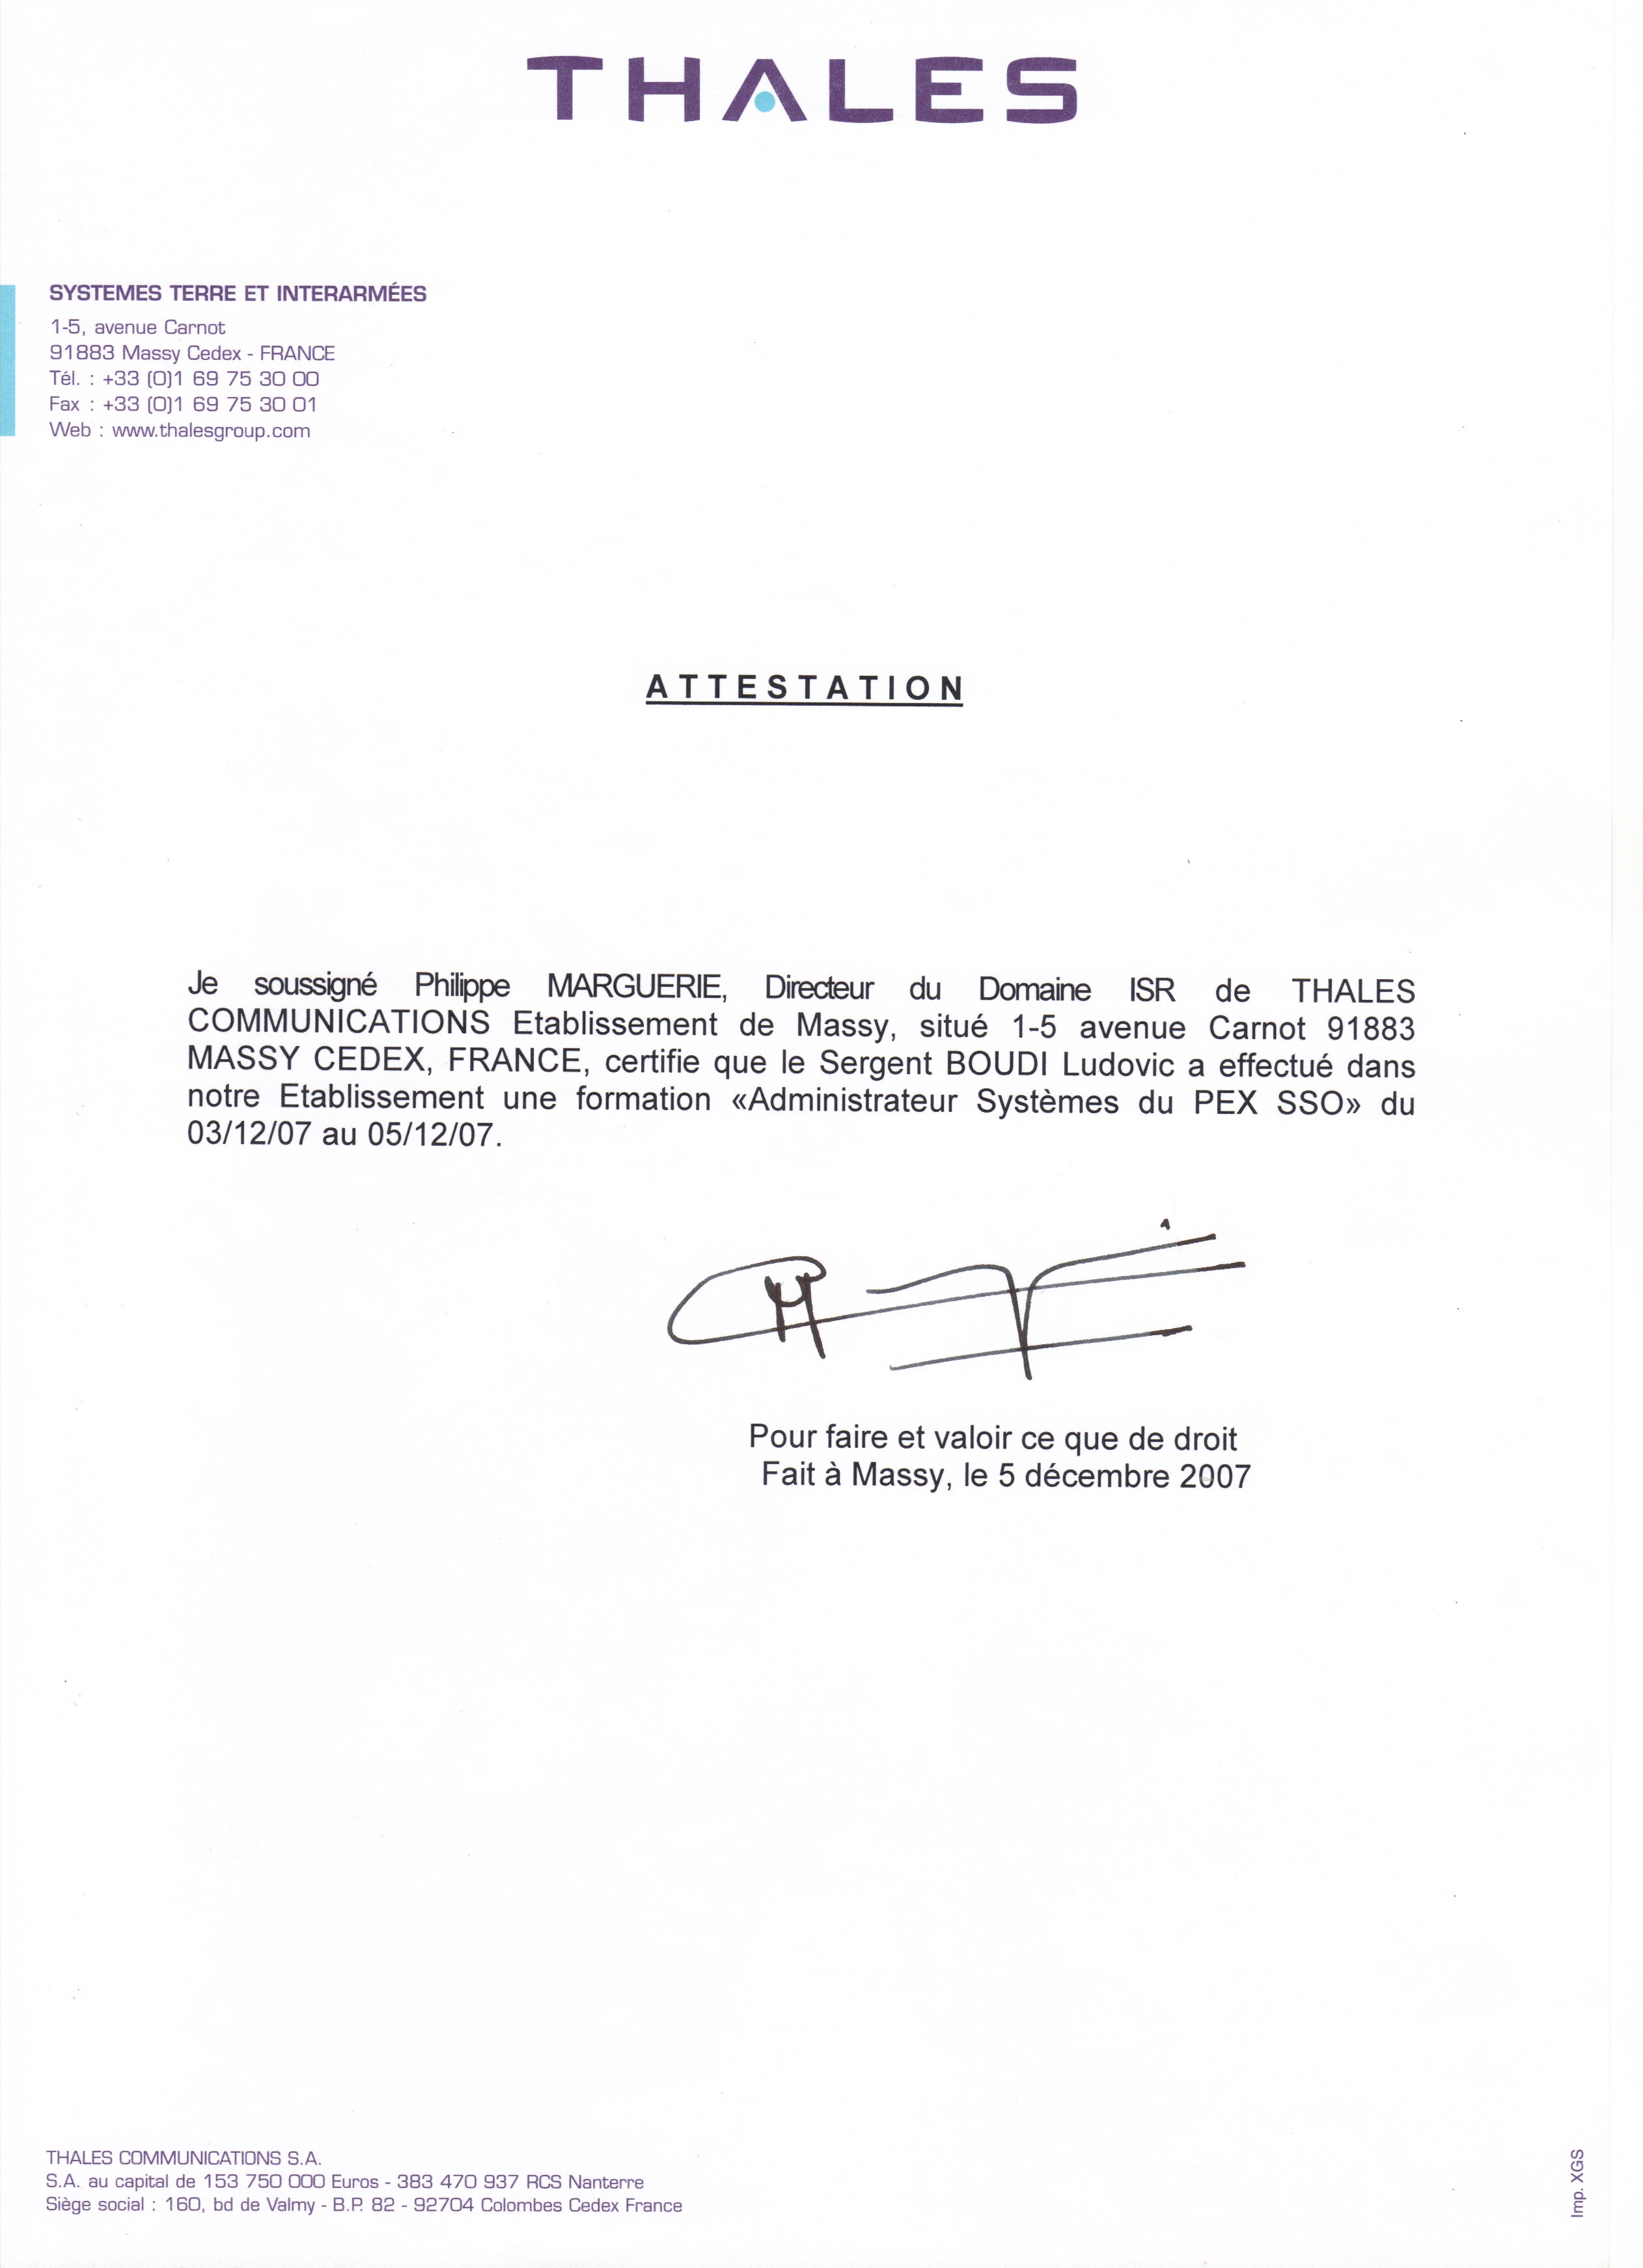 THALES
SYSTEMES TERRE ET INTERARMÉES
1-5, avenue Carnot
91883 Massy Cedex - FRANCE
Tél. : +33 (0)1 69 75 30 00
Fax : +33 (0)1 69 75 30 01
Web : www.thalesgroup.com
ATTESTATION
Je soussigné Philippe MARGUERIE, Directeur du Domaine ISR de THALES
COMMUNICATIONS Etablissement de Massy, situé 1-5 avenue Carnot 91883
MASSY CEDEX, FRANCE, certifie que le Sergent BOUDI Ludovic a effectué dans
notre Etablissement une formation «Administrateur Systèmes du PEX SSO» du
03/12/07 au 05/12/07.
Pour faire et valoir ce que de droit
Fait à Massy, le 5 décembre 2007
THALES COMMUNICATIONS S.A.
S.A. au capital de 153 750 000 Euros - 383 470 937 RCS Nanterre
Siège social : 160, bd de Valmy - B.P. 82 - 92704 Colombes Cedex France
Imp. XGS